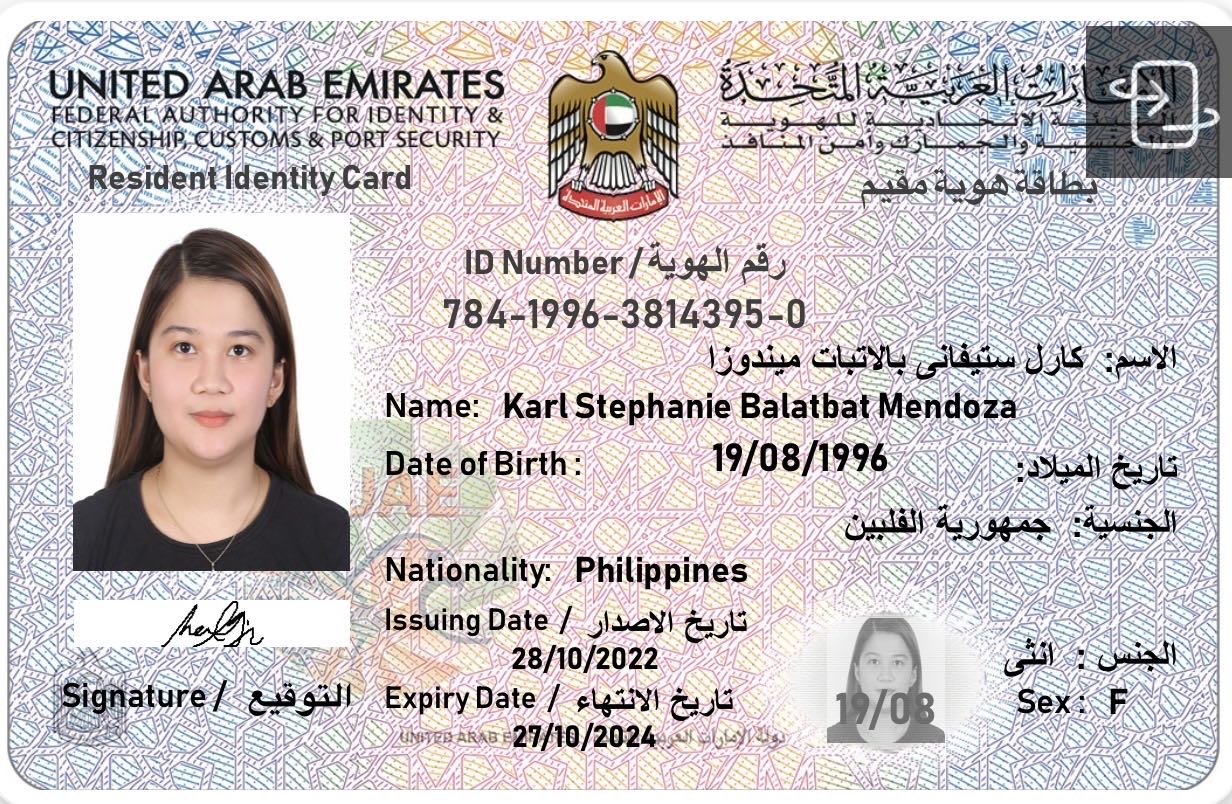 UNITED ARAB EMIRATES
FEDERAL AUTHORITY FOR IDENTITY &
CITIZENSHIP, CUSTOMS & PORT SECURITY
Resident Identity Card
الإمارات العربية المتحدة
الاتحادية للهوية
والجمارك وأمن المنافذ
بطاقة هوية مقيم
الإمارات العربية المتحدة
ID Number / رقم الهوية
784-1996-3814395-0
الاسم: كارل ستيفانى بالاتبات ميندوزا
Name: Karl Stephanie Balatbat Mendoza
Date of Birth : 19/08/1996 تاريخ الميلاد:
الجنسية: جمهورية الفلبين
UAE
Nationality: Philippines
Issuing Date / تاريخ الاصدار
28/10/2022
الجنس : انثى
Signature / التوقيع
Expiry Date / تاريخ الانتهاء
27/10/2024
Sex : F
19/08
UNITED ARAB
دولة الإمارات